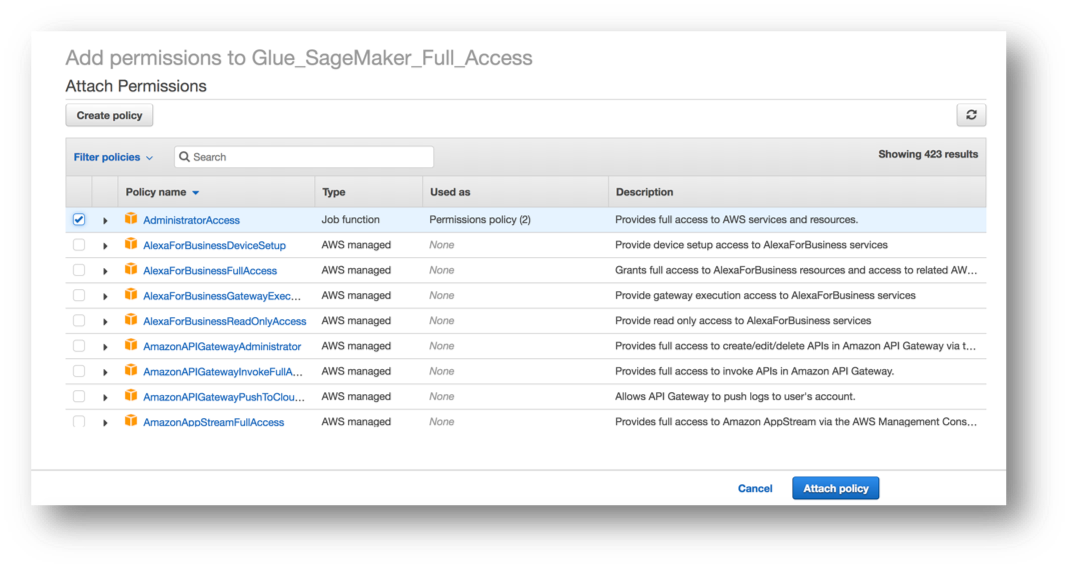 Add permissions to Glue_SageMaker_Full_Access
Attach Permissions
Create policy
Filter policies Search Showing 423 results
Policy name Type Used as Description
AdministratorAccess Job function Permissions policy (2) Provides full access to AWS services and resources.
AlexaForBusinessDeviceSetup AWS managed None Provide device setup access to AlexaForBusiness services
AlexaForBusinessFullAccess AWS managed None Grants full access to AlexaForBusiness resources and access to related AW...
AlexaForBusinessGatewayExec... AWS managed None Provide gateway execution access to AlexaForBusiness services
AlexaForBusinessReadOnlyAccess AWS managed None Provide read only access to AlexaForBusiness services
AmazonAPIGatewayAdministrator AWS managed None Provides full access to create/edit/delete APIs in Amazon API Gateway via t...
AmazonAPIGatewayInvokeFullA... AWS managed None Provides full access to invoke APIs in Amazon API Gateway.
AmazonAPIGatewayPushToClou... AWS managed None Allows API Gateway to push logs to user's account.
AmazonAppStreamFullAccess AWS managed None Provides full access to Amazon AppStream via the AWS Management Cons...
Cancel Attach policy